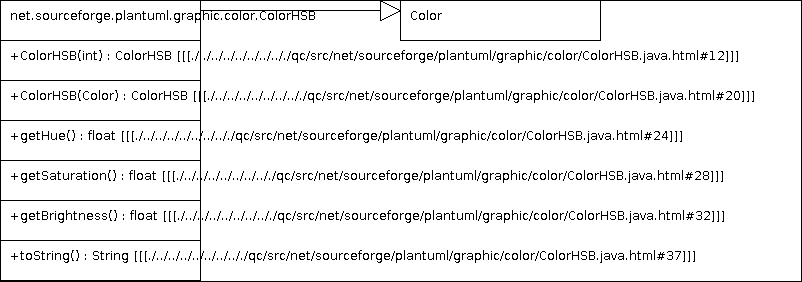 net.sourceforge.plantuml.graphic.color.ColorHSB
Color
+ColorHSB(int) : ColorHSB [[[./../../../../../../../qc/src/net/sourceforge/plantuml/graphic/color/ColorHSB.java.html#12]]]
+ColorHSB(Color) : ColorHSB [[[./../../../../../../../qc/src/net/sourceforge/plantuml/graphic/color/ColorHSB.java.html#20]]]
+getHue() : float [[[./../../../../../../../qc/src/net/sourceforge/plantuml/graphic/color/ColorHSB.java.html#24]]]
+getSaturation() : float [[[./../../../../../../../qc/src/net/sourceforge/plantuml/graphic/color/ColorHSB.java.html#28]]]
+getBrightness() : float [[[./../../../../../../../qc/src/net/sourceforge/plantuml/graphic/color/ColorHSB.java.html#32]]]
+toString() : String [[[./../../../../../../../qc/src/net/sourceforge/plantuml/graphic/color/ColorHSB.java.html#37]]]